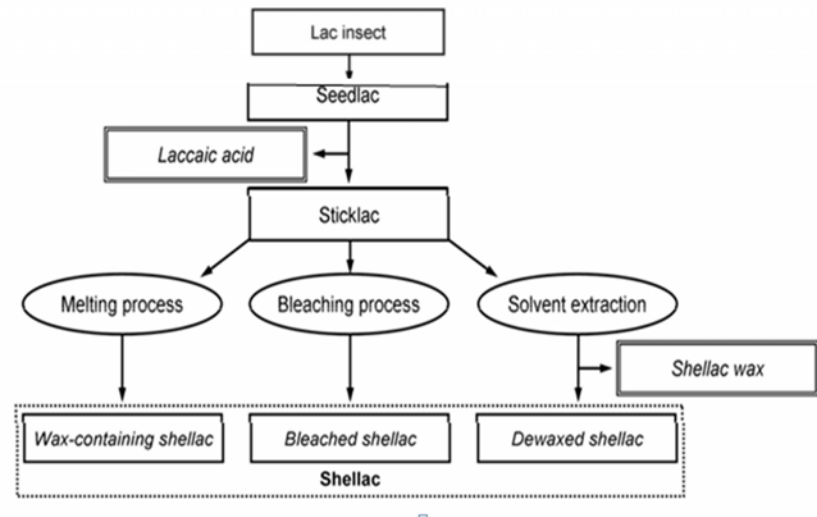 Lac insect
Seedlac
Laccaic acid
Sticklac
Melting process
Bleaching process
Solvent extraction
Shellac wax
Wax-containing shellac
Bleached shellac
Dewaxed shellac
Shellac